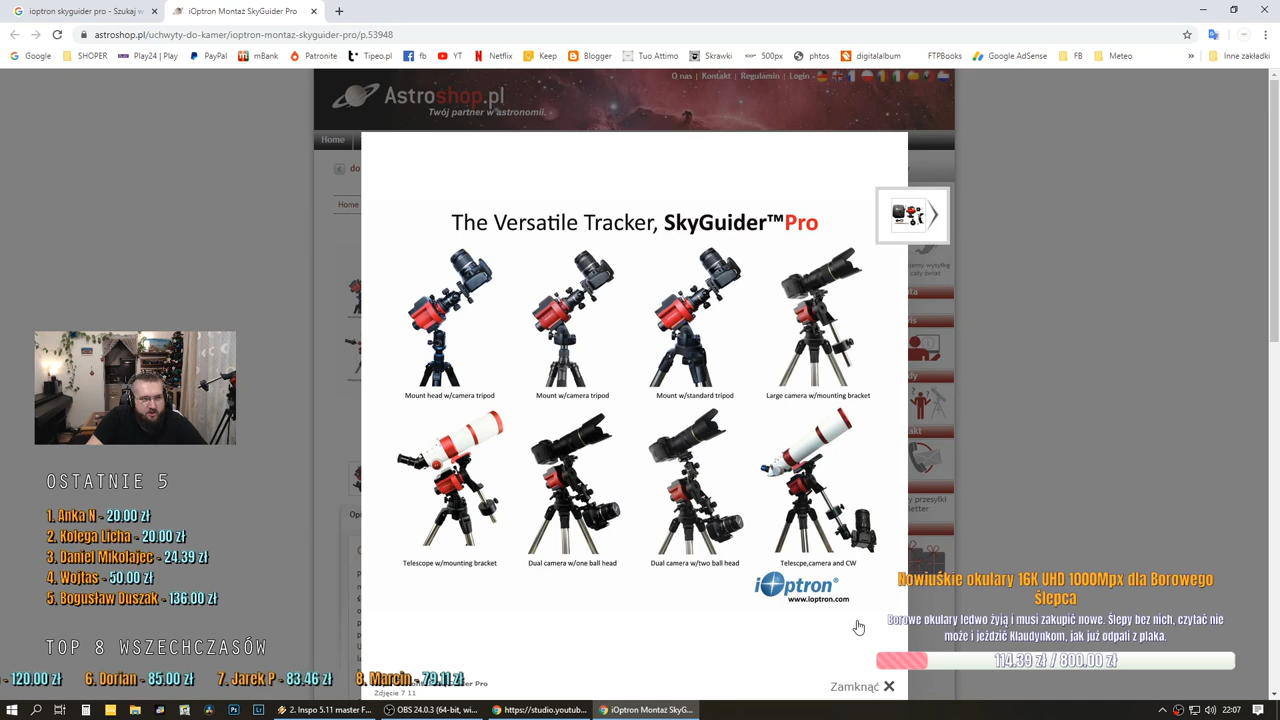 Messenger
Astroshop - Szukaj
iOptron Montaz SkyGuider Pro
astroshop.pl/uchwyty-do-kamer/ioptron-montaz-skyguider-pro/p,53948
Google SHOPER Play24 | Play PayPal mBank Patronite Tipeo.pl fb YT Netflix Keep Blogger Tuo Attimo Skrawki 500px phtos digitalalbum FTPBooks Google AdSense FB Meteo » Inne zakładki
O nas | Kontakt | Regulamin | Login
Astroshop.pl
Twój partner w astronomii.
Home
do
Home
The Versatile Tracker, SkyGuider™Pro
Mount head w/camera tripod
Mount w/camera tripod
Mount w/standard tripod
Large camera w/mounting bracket
Telescope w/mounting bracket
Dual camera w/one ball head
Dual camera w/two ball head
Telescpe,camera and CW
iOptron®
www.ioptron.com
OSTATNIE 5
1. Anka N - 20.00 zł
2. Kolega Licha - 20.00 zł
3. Daniel Mikołajec - 24.39 zł
4. Wojtas - 50.00 zł
5. Bogusław Duszak - 136.00 zł
TOP 8 WSZECHCZASÓW
- 120.00 zł 6. Dorian - 85.00 zł 7. Jarek P - 83.46 zł 8. Marcin - 79.11 zł
Pro
Zdjęcie 7 11
Zamknąć
Nowiuśkie okulary 16K UHD 1000Mpx dla Borowego
Ślepca
Borowe okulary ledwo żyją i musi zakupić nowe. Ślepy bez nich, czytać nie
może i jeździć Klaudynkom, jak już odpali z plaka.
114.39 zł / 800.00 zł
2. Inspo 5.11 master F...
OBS 24.0.3 (64-bit, wi...
https://studio.youtub...
iOptron Montaż SkyG...
22:07